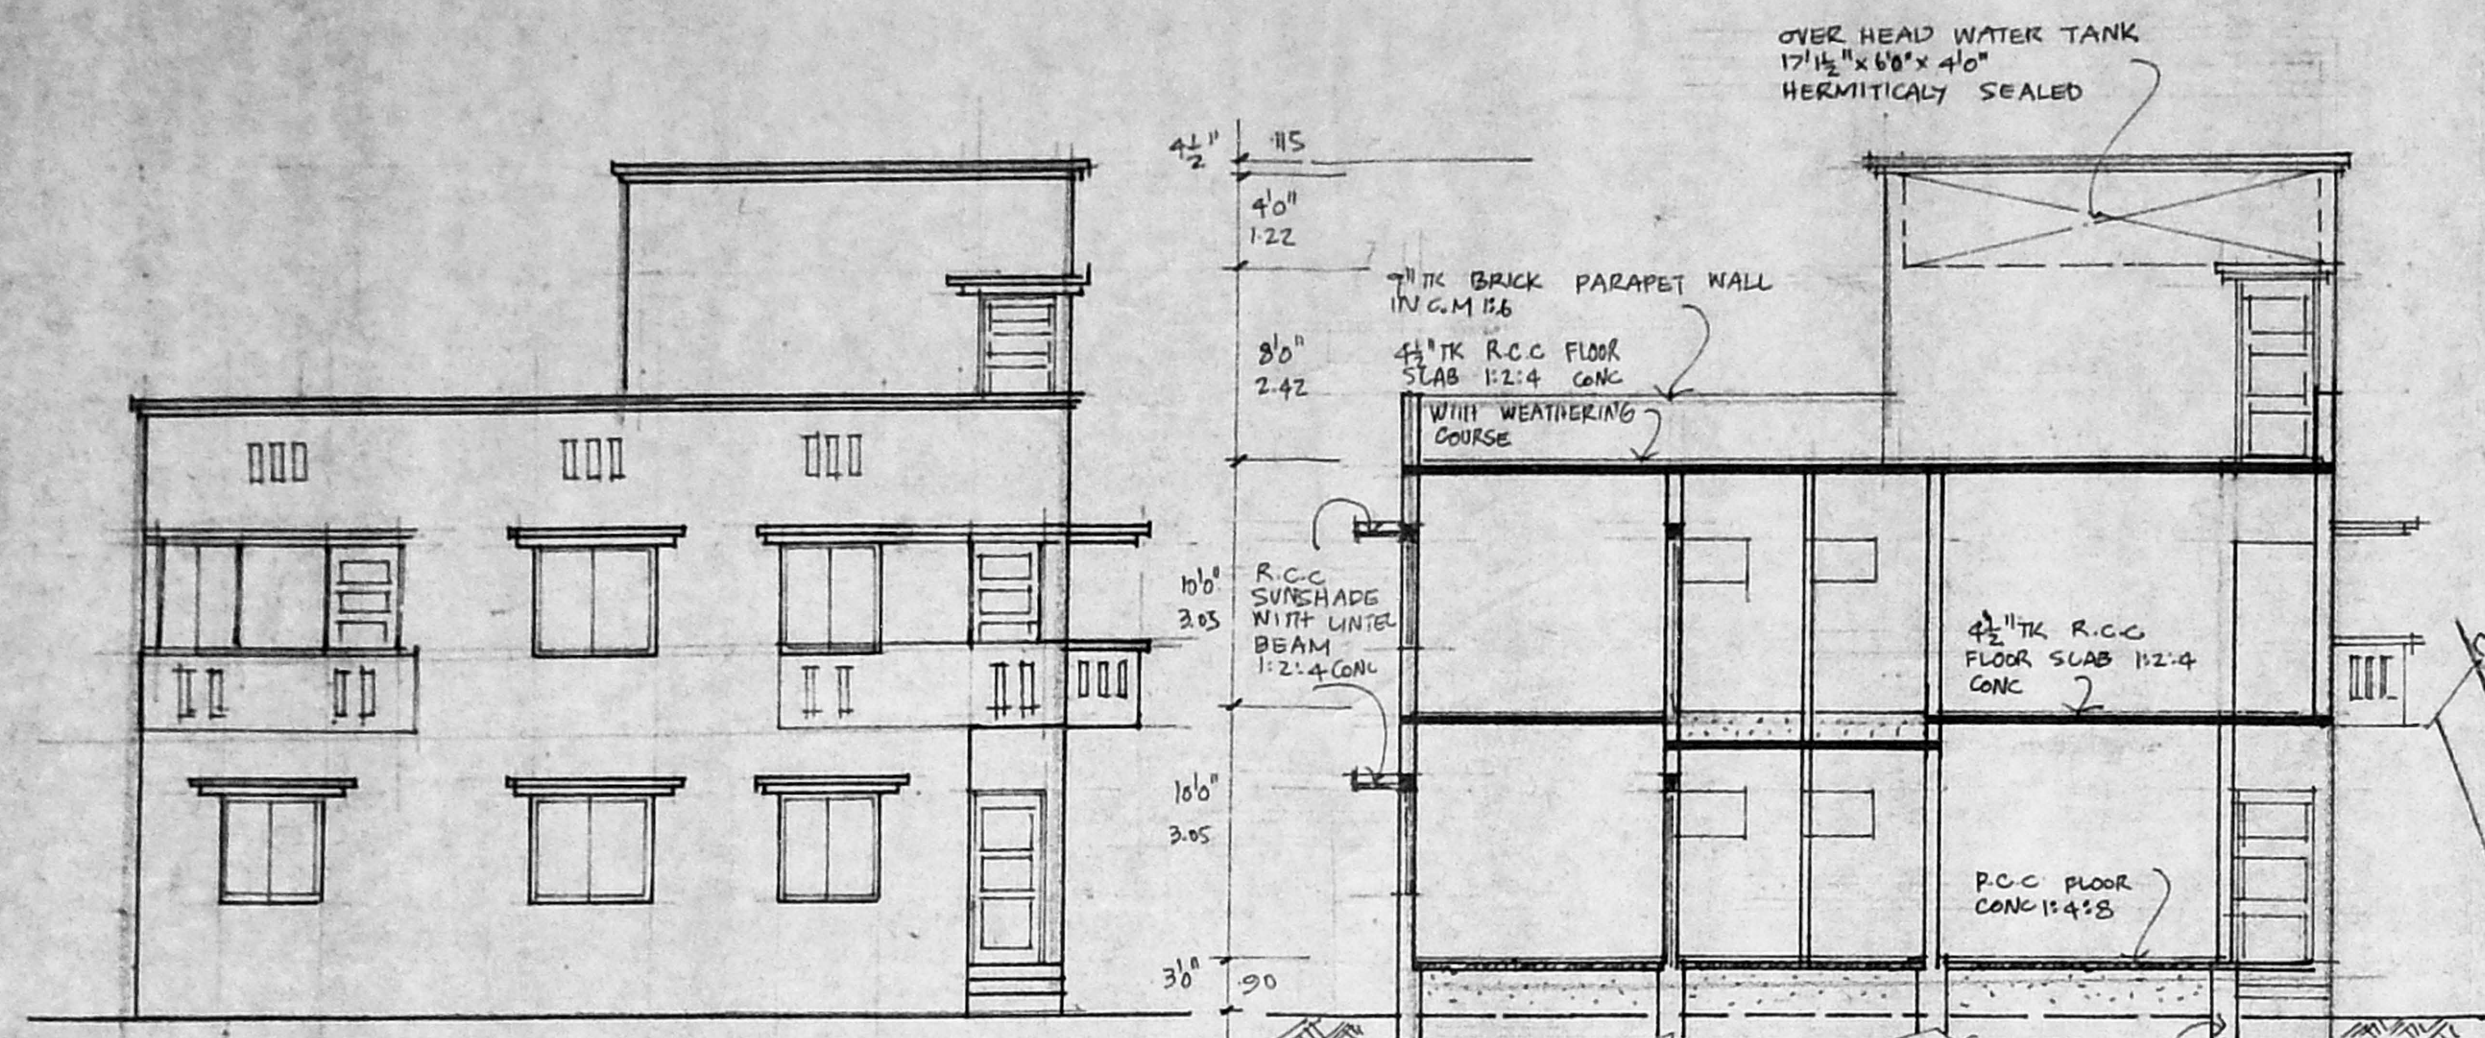 OVER HEAD WATER TANK
17'1½" x 6'0" x 4'0"
HERMITICALY SEALED
4½" .115
4'0"
1.22
9" TK BRICK PARAPET WALL
IN C.M 1:6
8'0"
2.42
4½" TK R.C.C FLOOR
SLAB 1:2:4 CONC
WITH WEATHERING
COURSE
10'0"
3.05
R.C.C
SUNSHADE
WITH LINTEL
BEAM
1:2:4 CONC
4½" TK R.C.C
FLOOR SLAB 1:2:4
CONC
10'0"
3.05
P.C.C FLOOR
CONC 1:4:8
3'0" .90